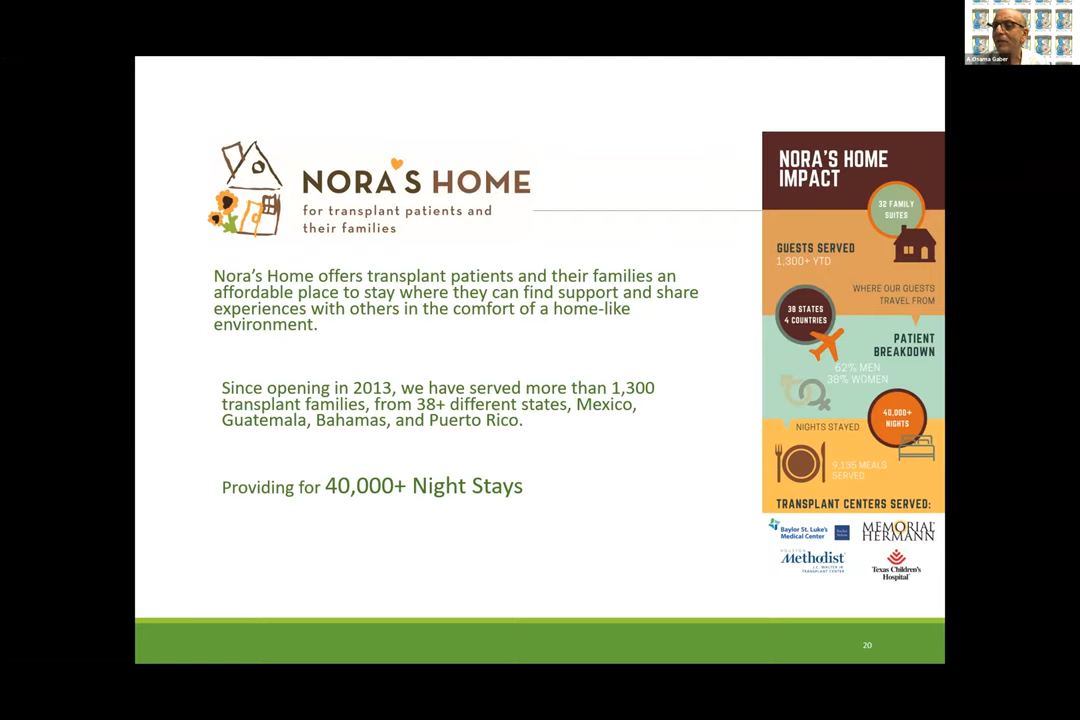 A.Osama Gaber
NORA'S HOME
for transplant patients and
their families
Nora's Home offers transplant patients and their families an
affordable place to stay where they can find support and share
experiences with others in the comfort of a home-like
environment.
Since opening in 2013, we have served more than 1,300
transplant families, from 38+ different states, Mexico,
Guatemala, Bahamas, and Puerto Rico.
Providing for 40,000+ Night Stays
NORA'S HOME
IMPACT
32 FAMILY
SUITES
GUESTS SERVED
1,300+ YTD
WHERE OUR GUESTS
TRAVEL FROM
38 STATES
4 COUNTRIES
PATIENT
BREAKDOWN
62% MEN
38% WOMEN
40,000+
NIGHTS
NIGHTS STAYED
9,135 MEALS
SERVED
TRANSPLANT CENTERS SERVED:
Baylor St. Luke's
Medical Center
MEMORIAL
HERMANN
HOUSTON
Methodist
J.C. WALTER JR
TRANSPLANT CENTER
Texas Children's
Hospital
20